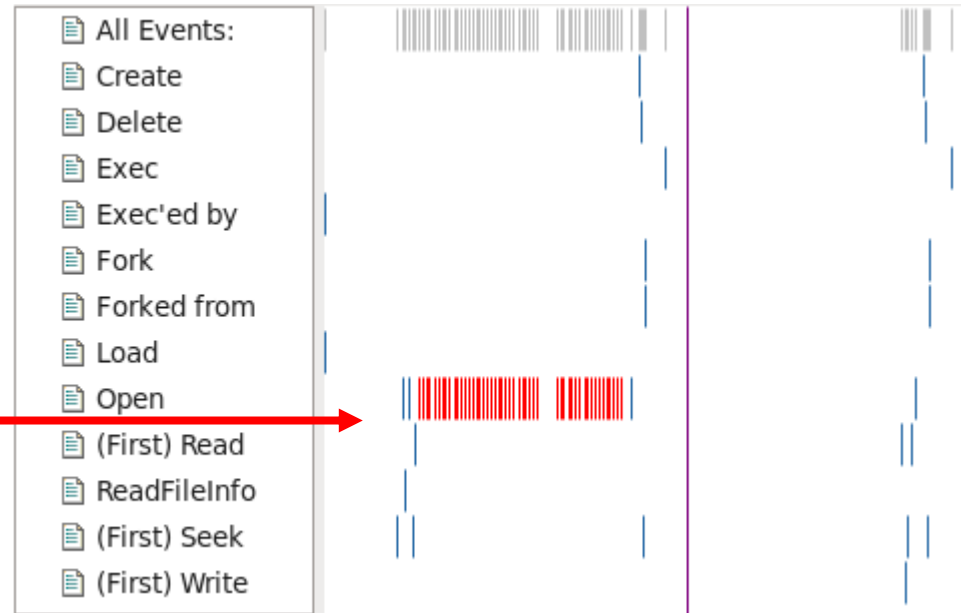 All Events:
Create
Delete
Exec
Exec'ed by
Fork
Forked from
Load
Open
(First) Read
ReadFileInfo
(First) Seek
(First) Write